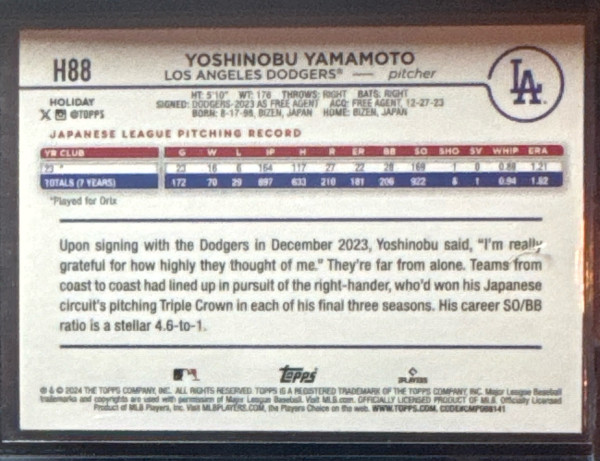 H88
YOSHINOBU YAMAMOTO
LOS ANGELES DODGERS® — pitcher
LA
HOLIDAY
@TOPPS
HT: 5'10" WT: 176 THROWS: RIGHT BATS: RIGHT
SIGNED: DODGERS-2023 AS FREE AGENT ACQ: FREE AGENT, 12-27-23
BORN: 8-17-98, BIZEN, JAPAN HOME: BIZEN, JAPAN
JAPANESE LEAGUE PITCHING RECORD
YR CLUB G W L IP H R ER BB SO SHO SV WHIP ERA
23 * 23 16 6 164 117 27 22 28 169 1 0 0.88 1.21
TOTALS (7 YEARS) 172 70 29 897 633 210 181 206 922 8 1 0.94 1.82
*Played for Orix
Upon signing with the Dodgers in December 2023, Yoshinobu said, "I'm really
grateful for how highly they thought of me." They're far from alone. Teams from
coast to coast had lined up in pursuit of the right-hander, who'd won his Japanese
circuit's pitching Triple Crown in each of his final three seasons. His career SO/BB
ratio is a stellar 4.6-to-1.
Topps
PLAYERS
® & © 2024 THE TOPPS COMPANY, INC. ALL RIGHTS RESERVED. TOPPS IS A REGISTERED TRADEMARK OF THE TOPPS COMPANY, INC. Major League Baseball
trademarks and copyrights are used with permission of Major League Baseball. Visit MLB.com. OFFICIALLY LICENSED PRODUCT OF MLB. Officially Licensed
Product of MLB Players, Inc. Visit MLBPLAYERS.COM, the Players Choice on the web. WWW.TOPPS.COM. CODE#CMP088141